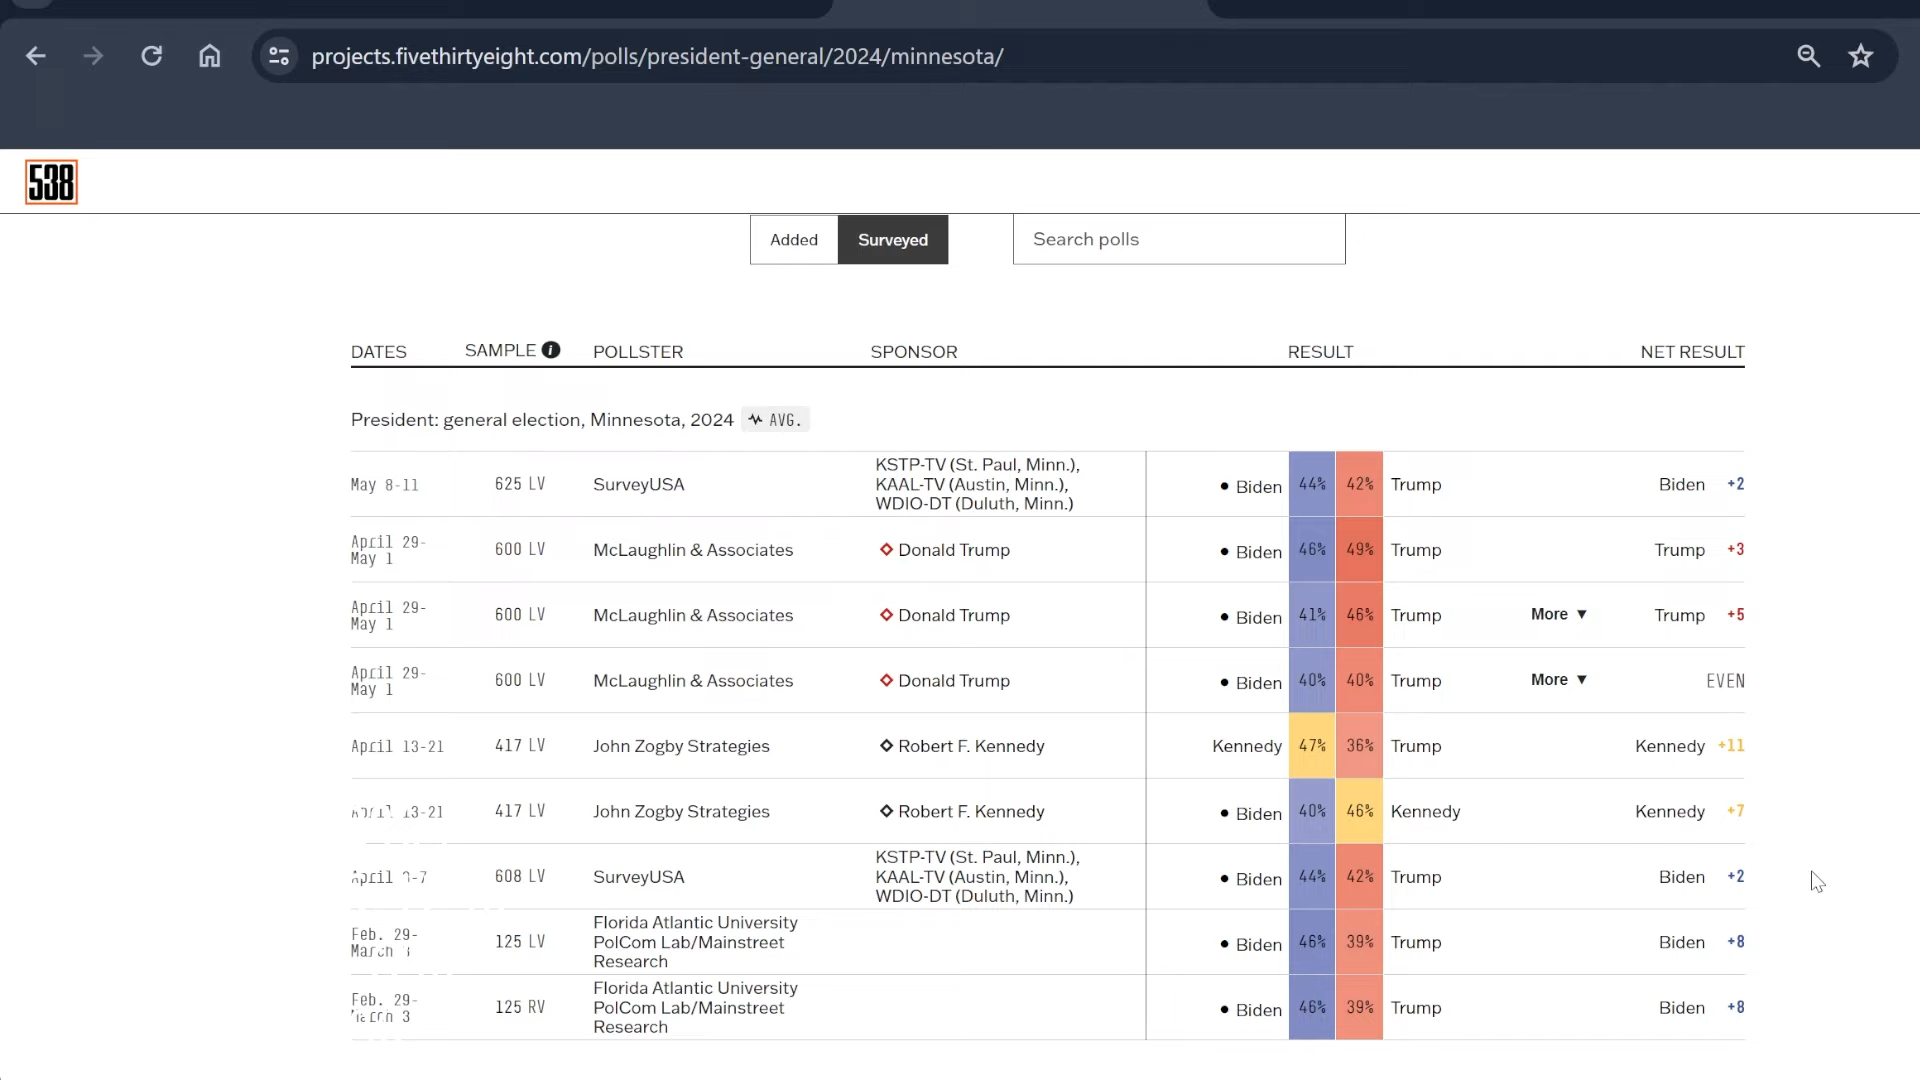 projects.fivethirtyeight.com/polls/president-general/2024/minnesota/
538
Added Surveyed Search polls
DATES SAMPLE i POLLSTER SPONSOR RESULT NET RESULT
President: general election, Minnesota, 2024 AVG.
May 8-11 625 LV SurveyUSA KSTP-TV (St. Paul, Minn.),
KAAL-TV (Austin, Minn.),
WDIO-DT (Duluth, Minn.)
Biden 44% 42% Trump Biden +2
April 29-
May 1
600 LV McLaughlin & Associates Donald Trump Biden 46% 49% Trump Trump +3
April 29-
May 1
600 LV McLaughlin & Associates Donald Trump Biden 41% 46% Trump More ▼ Trump +5
April 29-
May 1
600 LV McLaughlin & Associates Donald Trump Biden 40% 40% Trump More ▼ EVEN
April 13-21 417 LV John Zogby Strategies Robert F. Kennedy Kennedy 47% 36% Trump Kennedy +11
April 13-21 417 LV John Zogby Strategies Robert F. Kennedy Biden 40% 46% Kennedy Kennedy +7
April -7 608 LV SurveyUSA KSTP-TV (St. Paul, Minn.),
KAAL-TV (Austin, Minn.),
WDIO-DT (Duluth, Minn.)
Biden 44% 42% Trump Biden +2
Feb. 29-
March
125 LV Florida Atlantic University
PolCom Lab/Mainstreet
Research
Biden 46% 39% Trump Biden +8
Feb. 29-
March 3
125 RV Florida Atlantic University
PolCom Lab/Mainstreet
Research
Biden 46% 39% Trump Biden +8